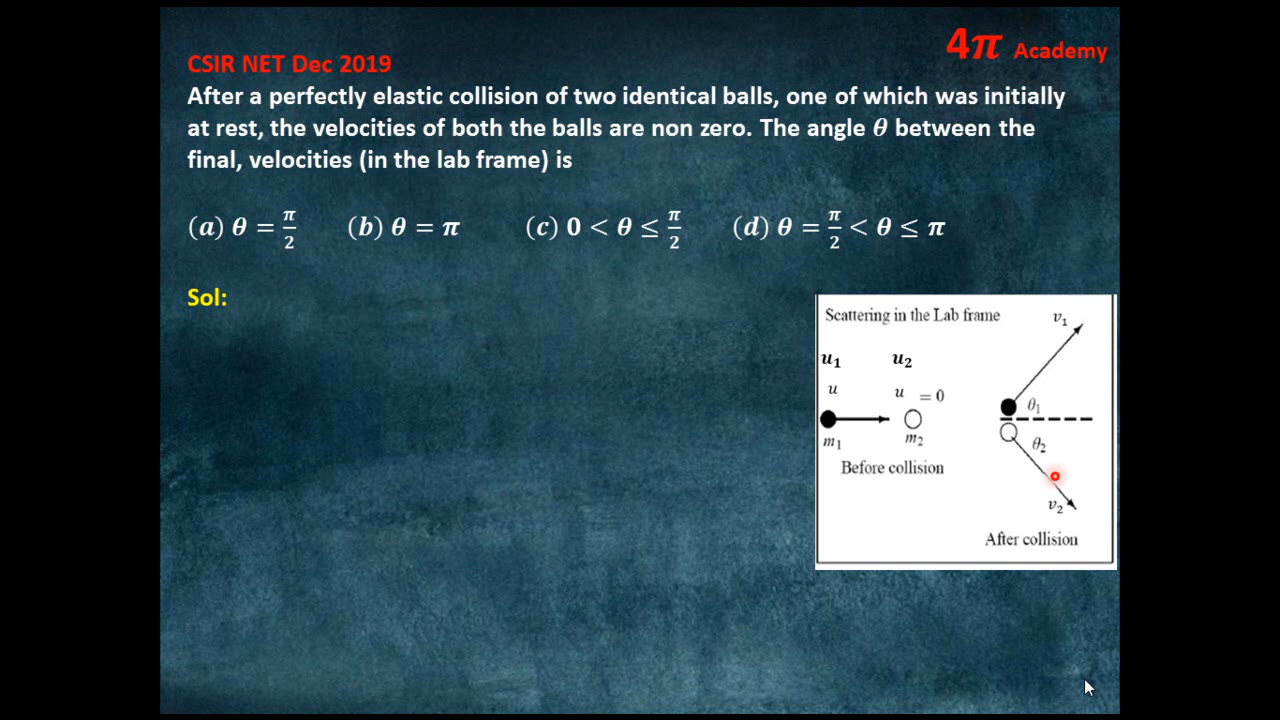 4π Academy
CSIR NET Dec 2019
After a perfectly elastic collision of two identical balls, one of which was initially
at rest, the velocities of both the balls are non zero. The angle θ between the
final, velocities (in the lab frame) is
(a) θ = π/2 (b) θ = π (c) 0 < θ ≤ π/2 (d) θ = π/2 < θ ≤ π
Sol:
Scattering in the Lab frame
v₁
u₁ u₂
u u = 0
θ₁
m₁ m₂
θ₂
Before collision
v₂
After collision